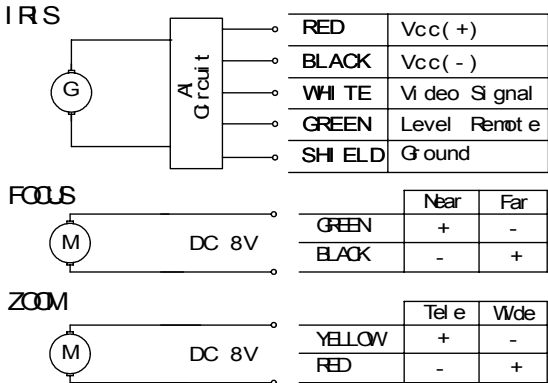 IRIS
RED Vcc(+)
BLACK Vcc(-)
G AI Circuit WHITE Video Signal
GREEN Level Remote
SHIELD Ground
FOCUS
Near Far
M DC 8V GREEN + -
BLACK - +
ZOOM
Tele Wide
M DC 8V YELLOW + -
RED - +